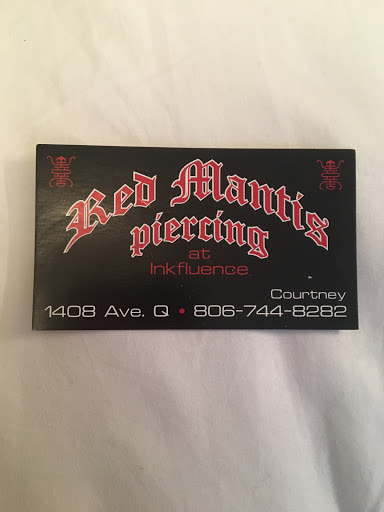 Red Mantis
piercing
at
Inkfluence
Courtney
1408 Ave. Q • 806-744-8282